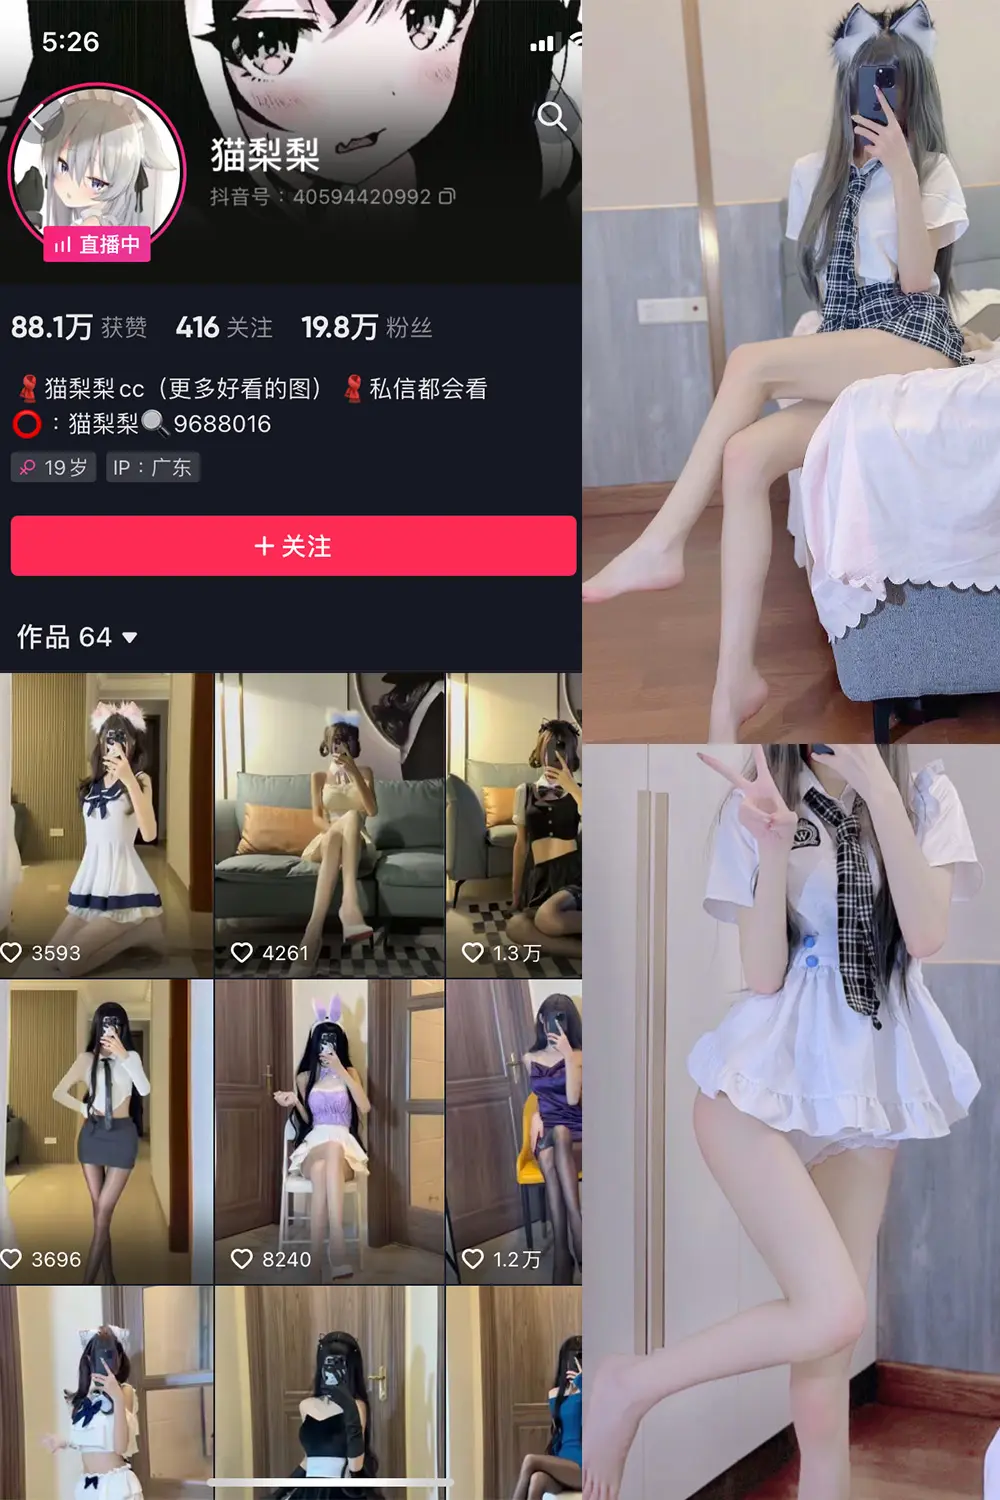 5:26
猫梨梨
抖音号：40594420992
直播中
88.1万 获赞 416 关注 19.8万 粉丝
猫梨梨cc（更多好看的图） 私信都会看
：猫梨梨🔍9688016
19岁 IP：广东
+ 关注
作品 64
3593 4261 1.3万
3696 8240 1.2万
W